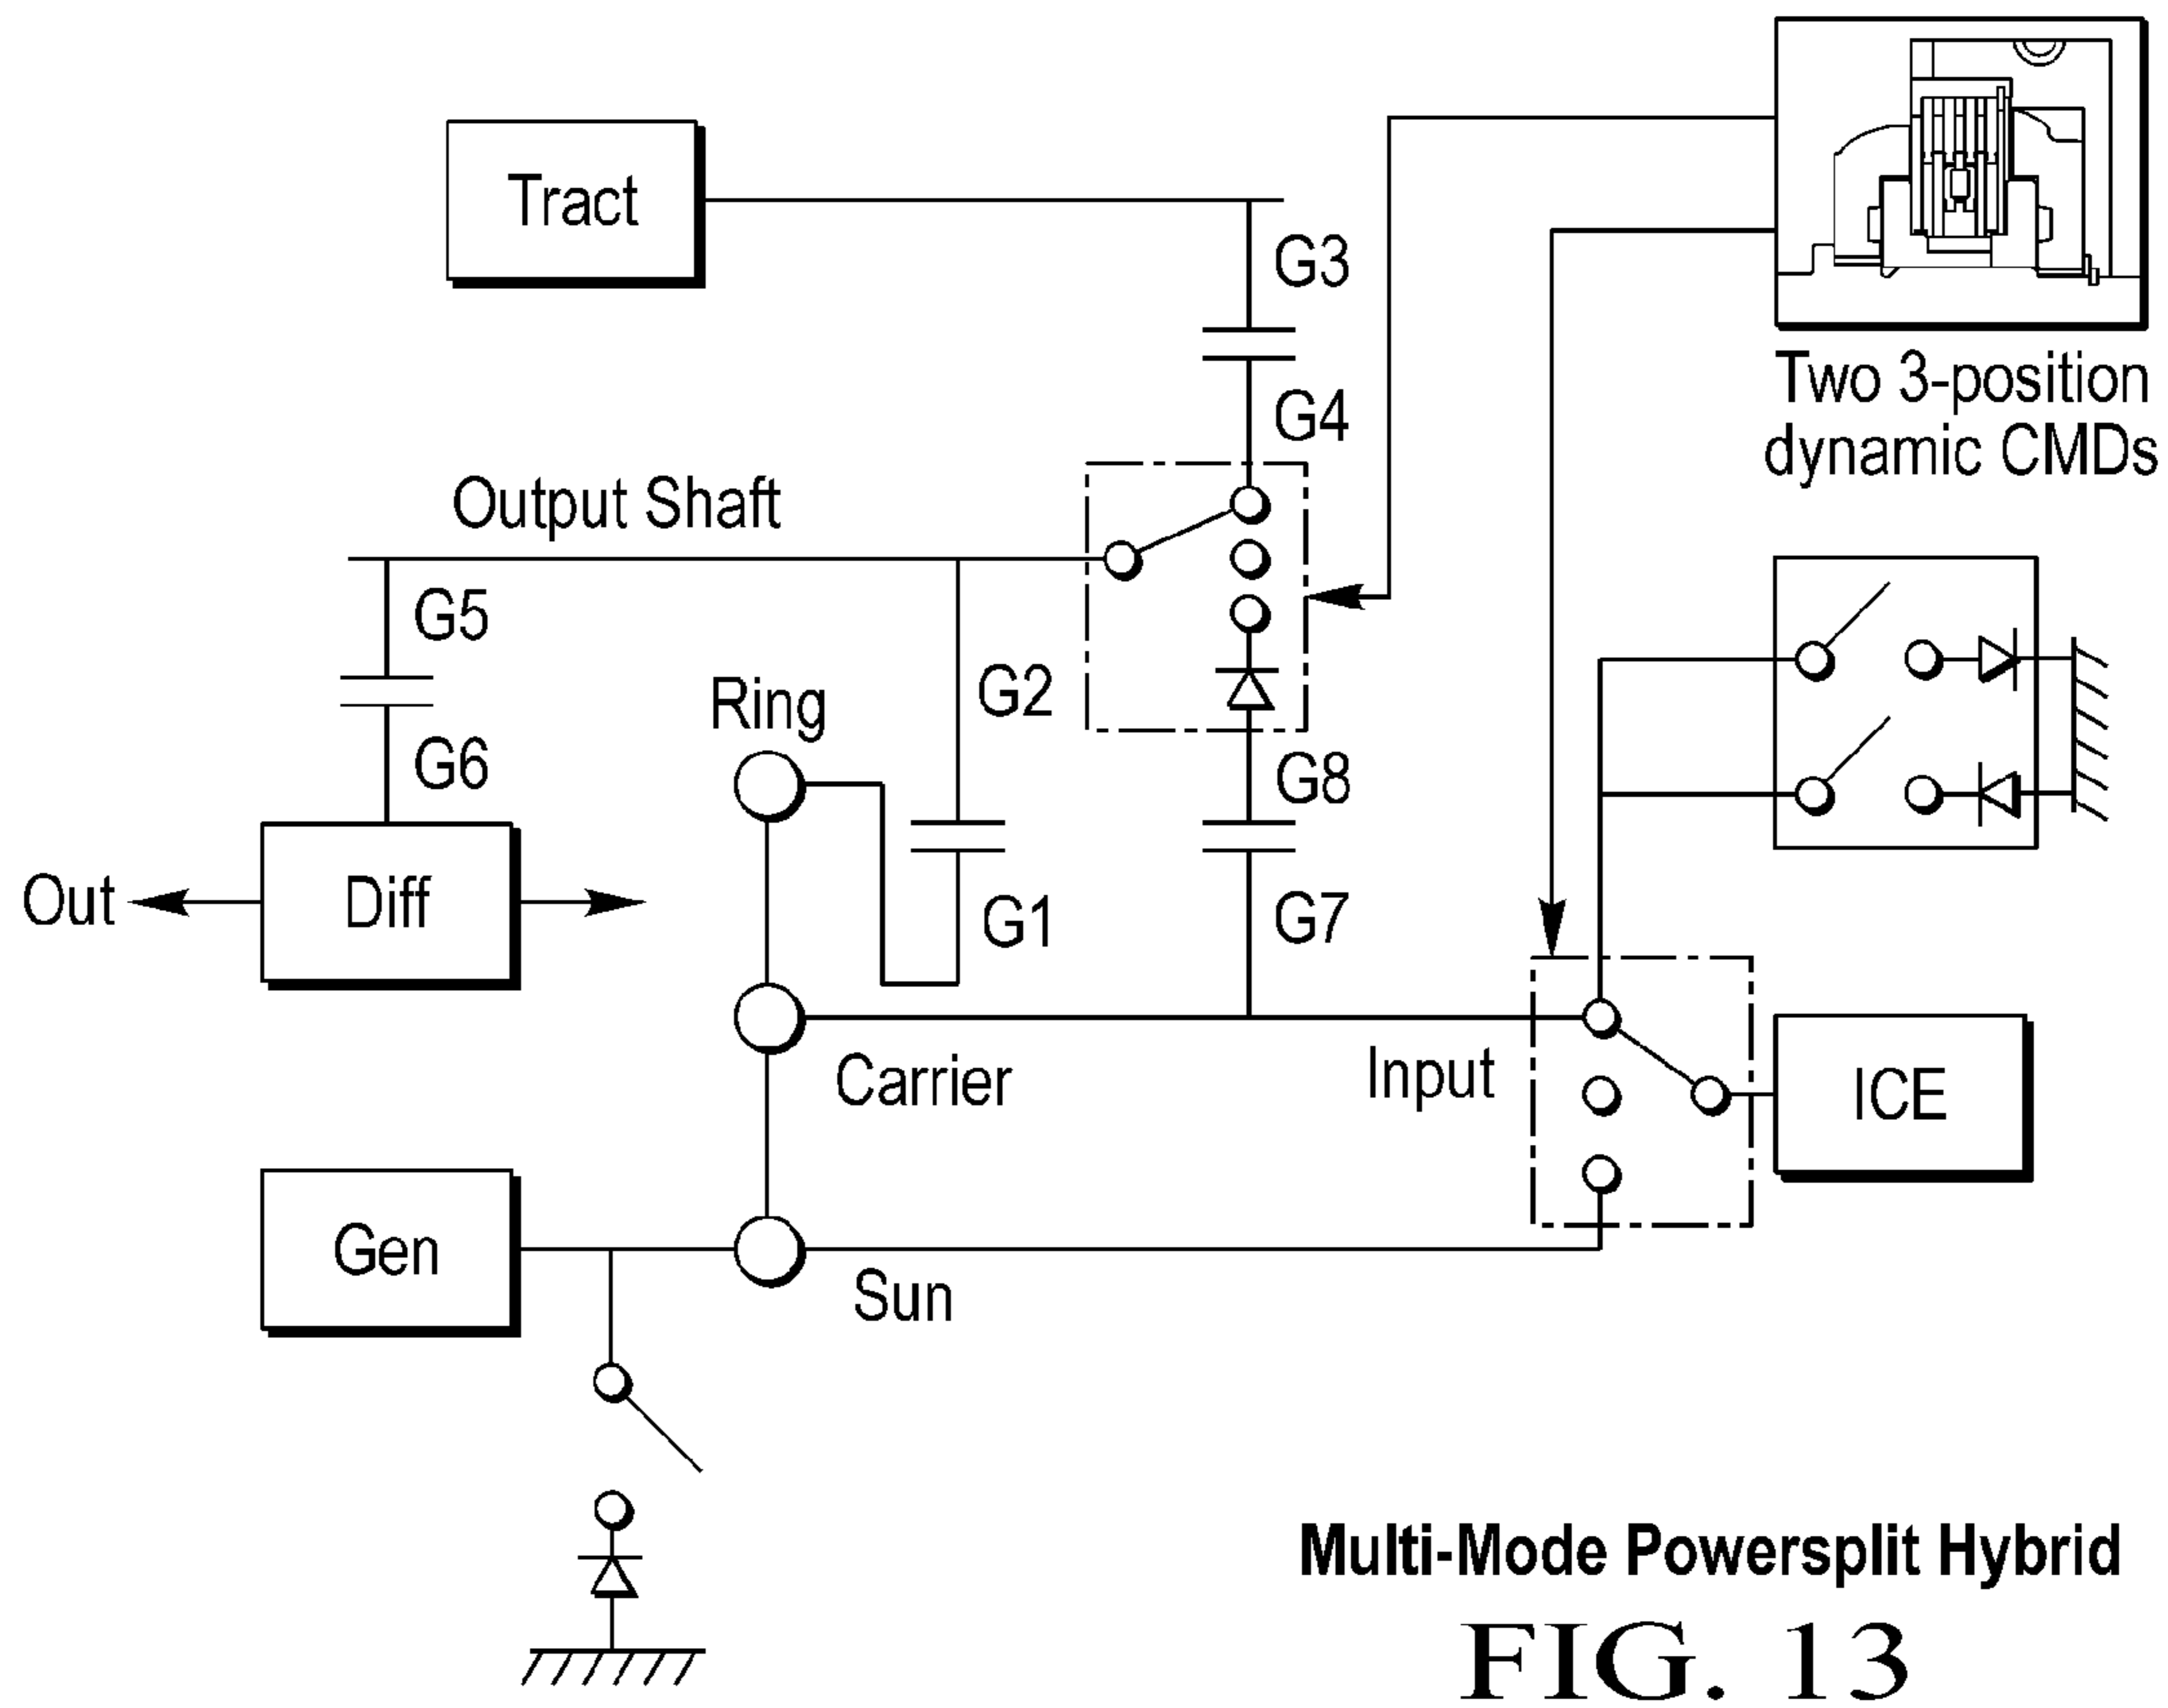 Tract
G3
Two 3-position
dynamic CMDs
G4
Output Shaft
G5
G2
Ring
G6
G8
Out
Diff
G1
G7
Carrier
Input
ICE
Gen
Sun
Multi-Mode Powersplit Hybrid
FIG. 13